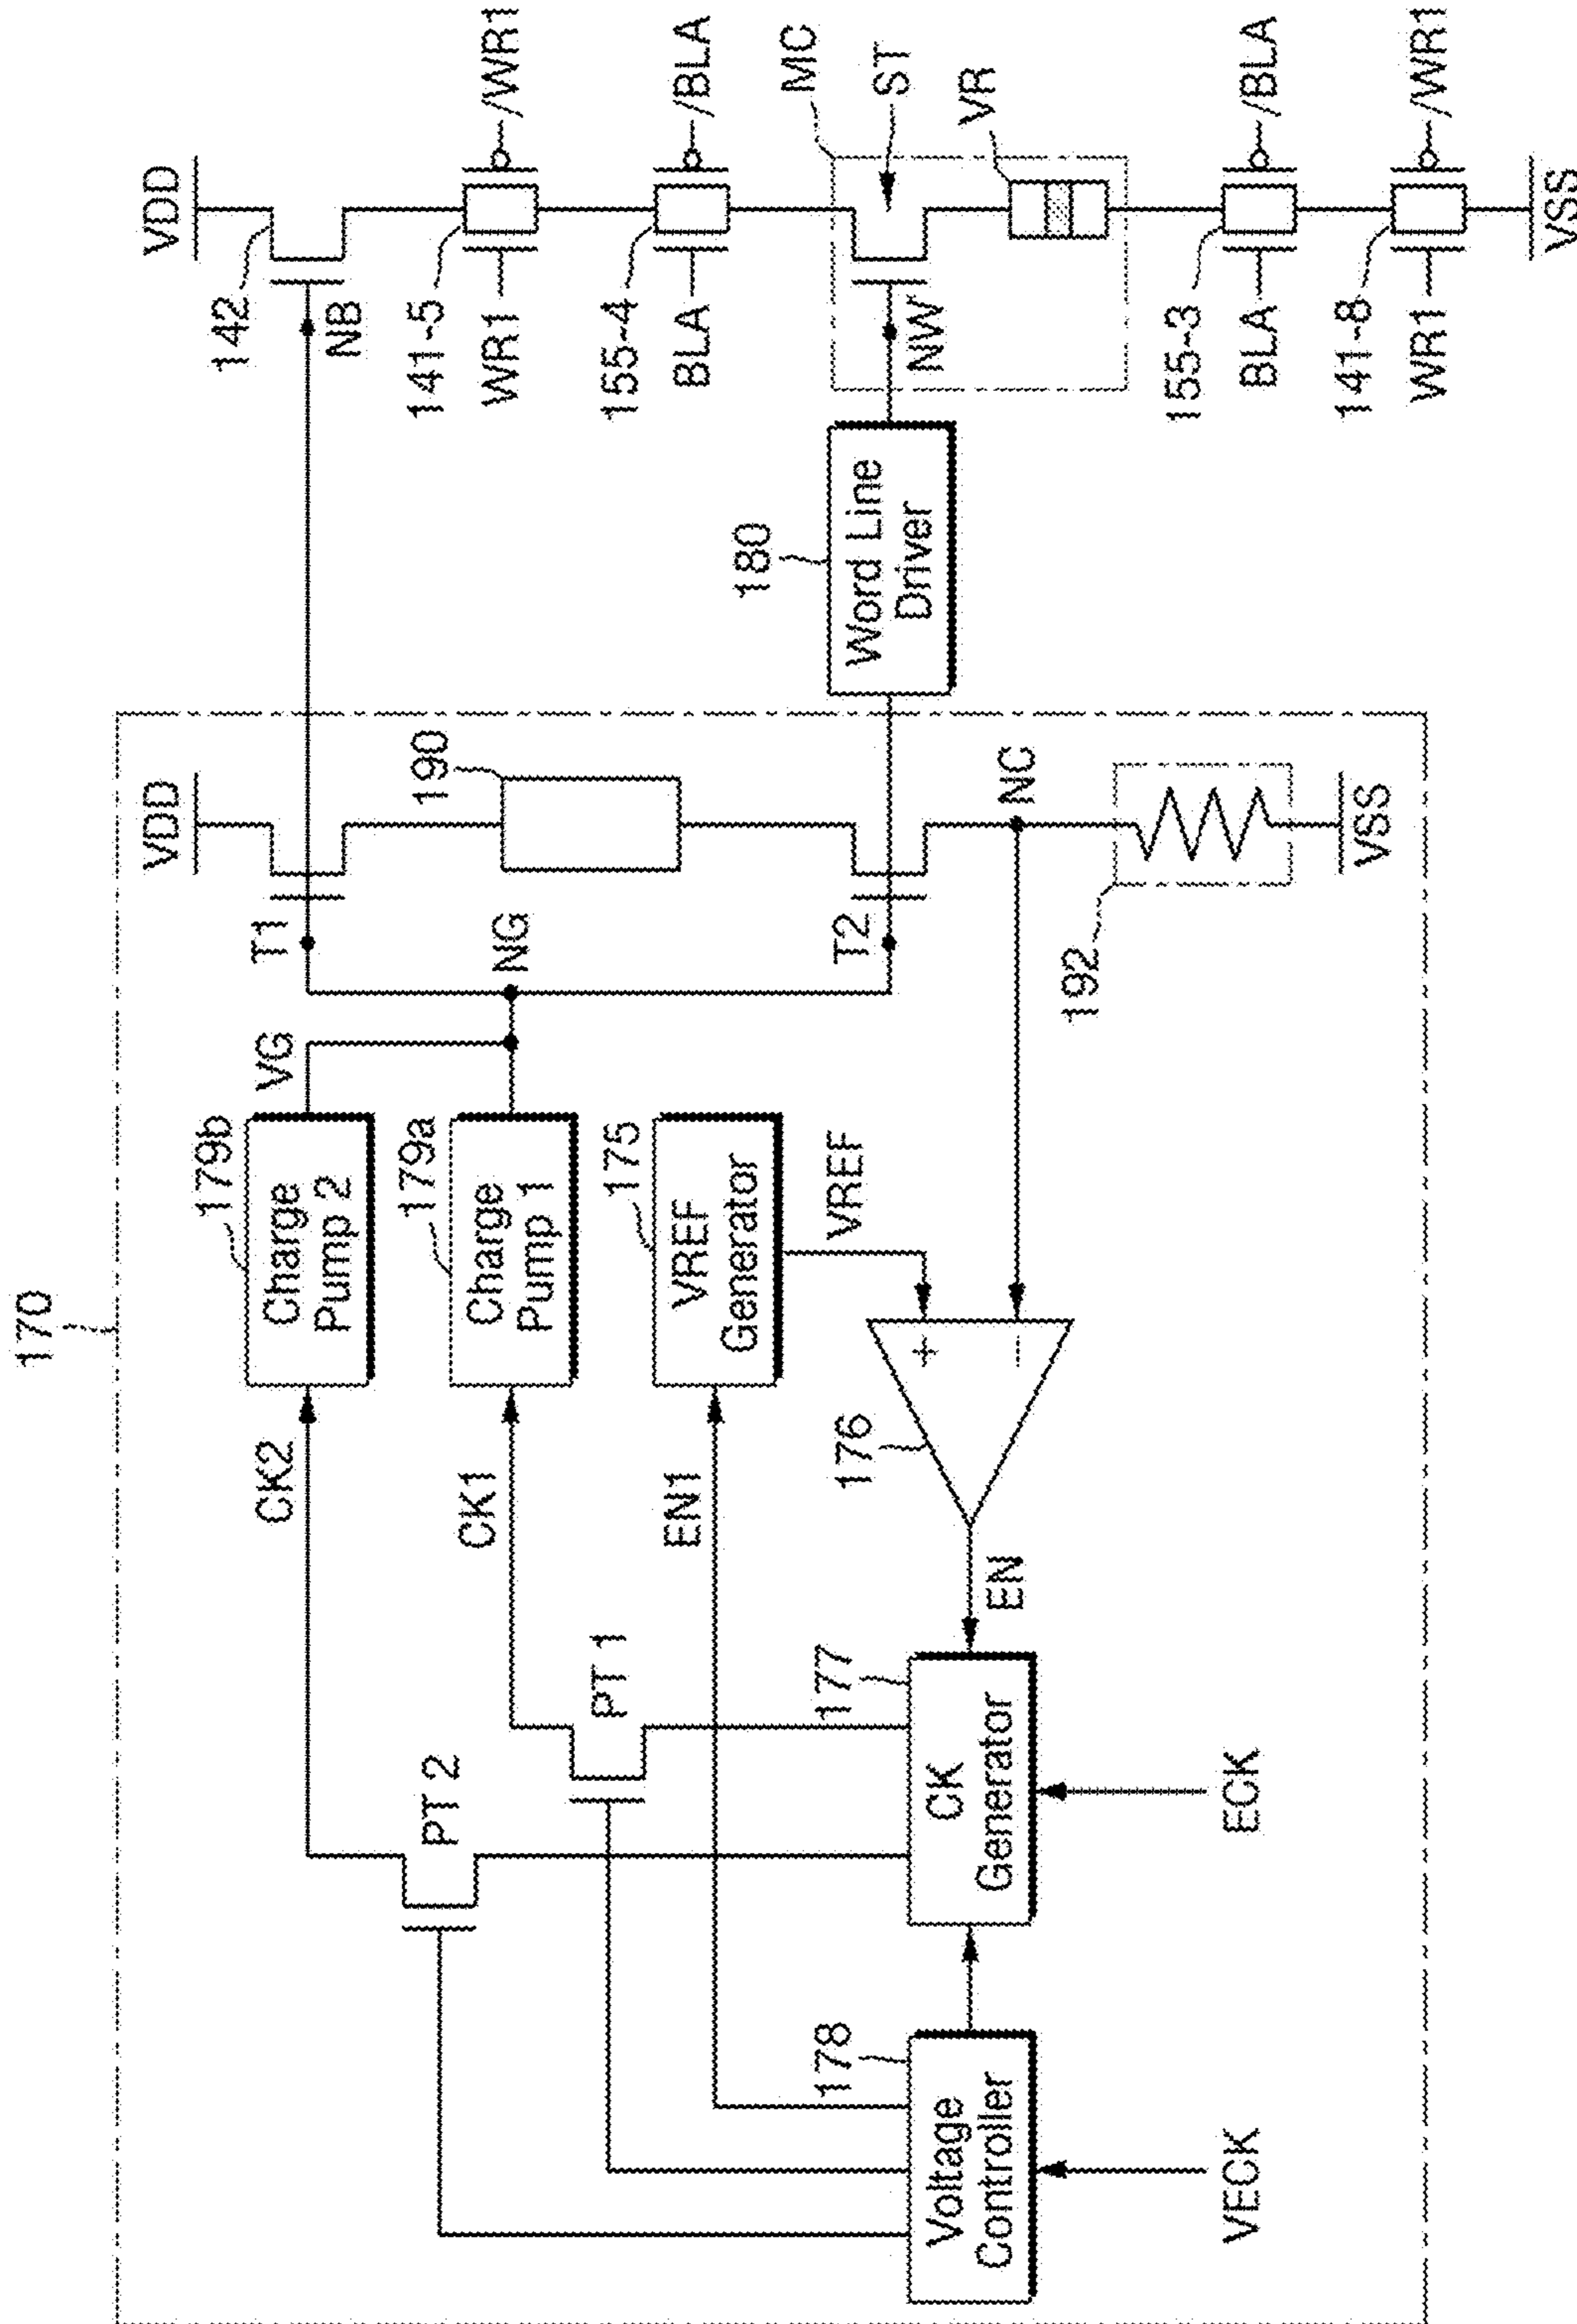 170
VDD
VDD
142
NB
/WR1
141-5
WR1
/BLA
155-4
BLA
MC
ST
VR
NW
180
Word Line
Driver
/BLA
155-3
BLA
/WR1
141-8
WR1
VSS
190
T1
NG
T2
NC
192
VSS
VG
179b
Charge
Pump 2
179a
Charge
Pump 1
175
VREF
Generator
VREF
CK2
CK1
EN1
176
+
−
EN
PT 2
PT 1
177
CK
Generator
ECK
178
Voltage
Controller
VECK